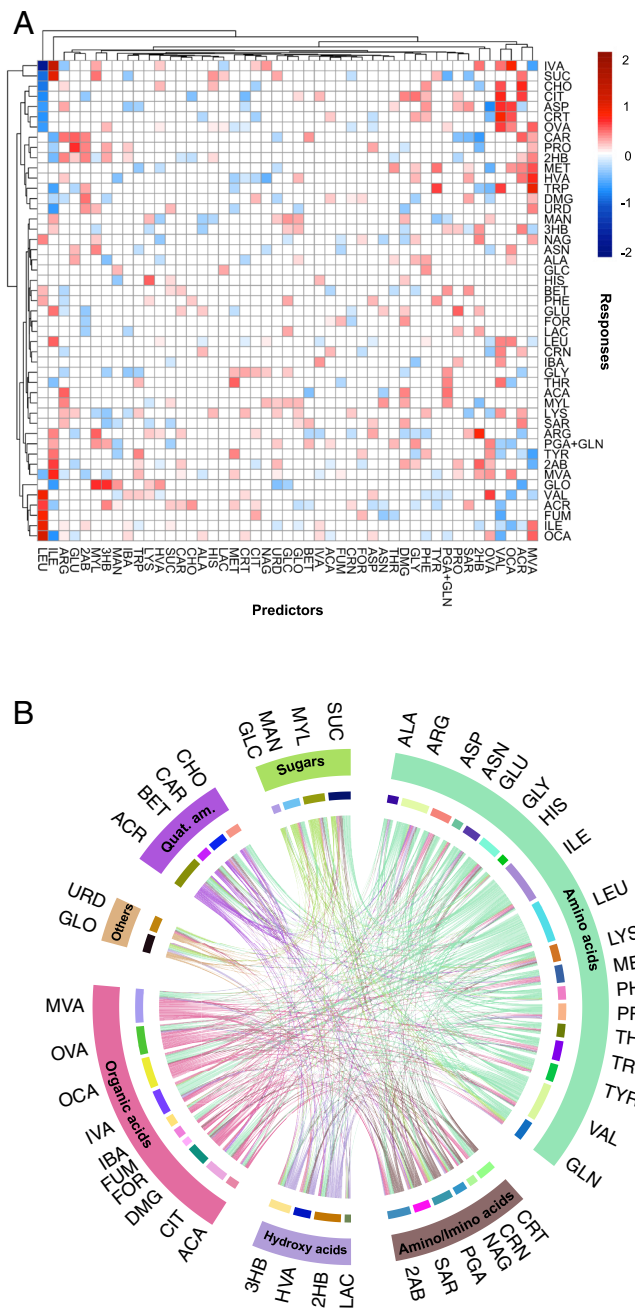 A
IVA
SUC
CHO
CIT
ASP
CRT
OVA
CAR
PRO
2HB
MET
HVA
TRP
DMG
URD
MAN
3HB
NAG
ASN
ALA
GLC
HIS
BET
PHE
GLU
FOR
LAC
LEU
CRN
IBA
GLY
THR
ACA
MYL
LYS
SAR
ARG
PGA+GLN
TYR
2AB
MVA
GLO
VAL
ACR
FUM
ILE
OCA
2
1
0
-1
-2
Responses
LEU
ILE
ARG
GLU
2AB
MYL
3HB
MAN
IBA
TRP
LYS
HVA
SUC
CAR
CHO
ALA
HIS
LAC
MET
CRT
CIT
NAG
URD
GLC
GLO
BET
IVA
ACA
FUM
CRN
FOR
ASP
ASN
THR
DMG
GLY
PHE
TYR
PGA+GLN
PRO
SAR
2HB
OVA
VAL
OCA
ACR
MVA
Predictors
B
GLC
MAN
MYL
SUC
Sugars
ALA
ARG
ASP
ASN
GLU
GLY
HIS
ILE
LEU
LYS
ME
PH
PR
TH
TR
TYR
VAL
GLN
Amino acids
CRT
CRN
NAG
PGA
SAR
2AB
Amino/Imino acids
LAC
2HB
HVA
3HB
Hydroxy acids
ACA
CIT
DMG
FOR
FUM
IBA
IVA
OCA
OVA
MVA
Organic acids
GLO
URD
Others
ACR
BET
CAR
CHO
Quat. am.